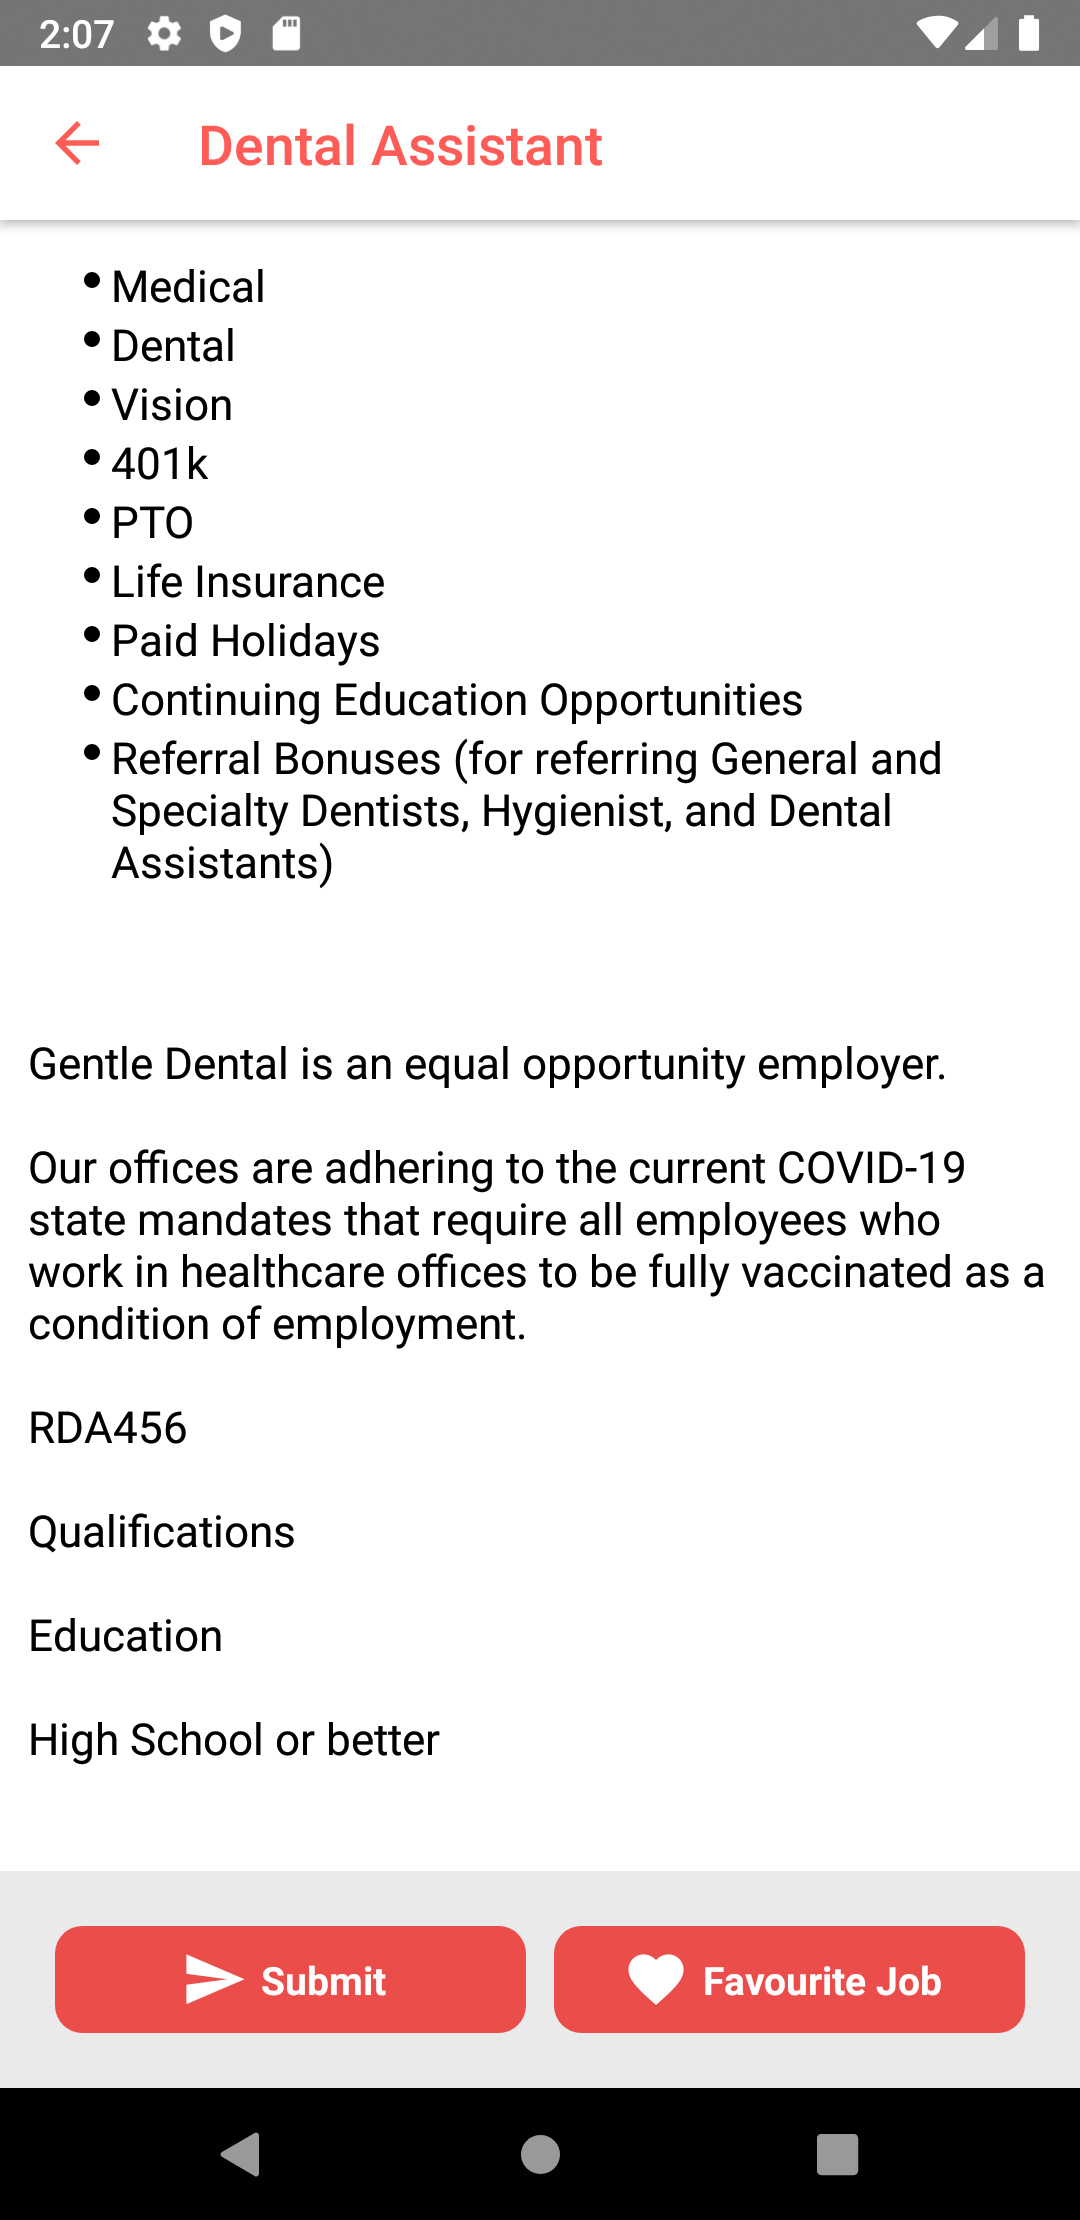 2:07
Dental Assistant
• Medical
• Dental
• Vision
• 401k
• PTO
• Life Insurance
• Paid Holidays
• Continuing Education Opportunities
• Referral Bonuses (for referring General and
Specialty Dentists, Hygienist, and Dental
Assistants)
Gentle Dental is an equal opportunity employer.
Our offices are adhering to the current COVID-19
state mandates that require all employees who
work in healthcare offices to be fully vaccinated as a
condition of employment.
RDA456
Qualifications
Education
High School or better
Submit
Favourite Job